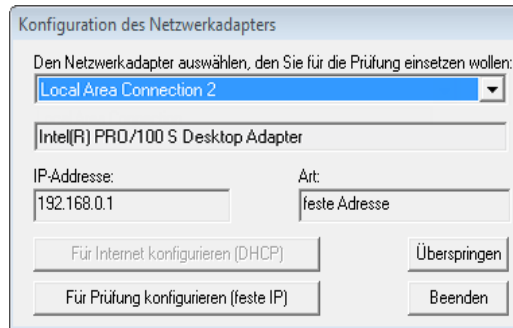 Konfiguration des Netzwerkadapters
Den Netzwerkadapter auswählen, den Sie für die Prüfung einsetzen wollen:
Local Area Connection 2
Intel(R) PRO/100 S Desktop Adapter
IP-Addresse: Art:
192.168.0.1 feste Adresse
Für Internet konfigurieren (DHCP) Überspringen
Für Prüfung konfigurieren (feste IP) Beenden